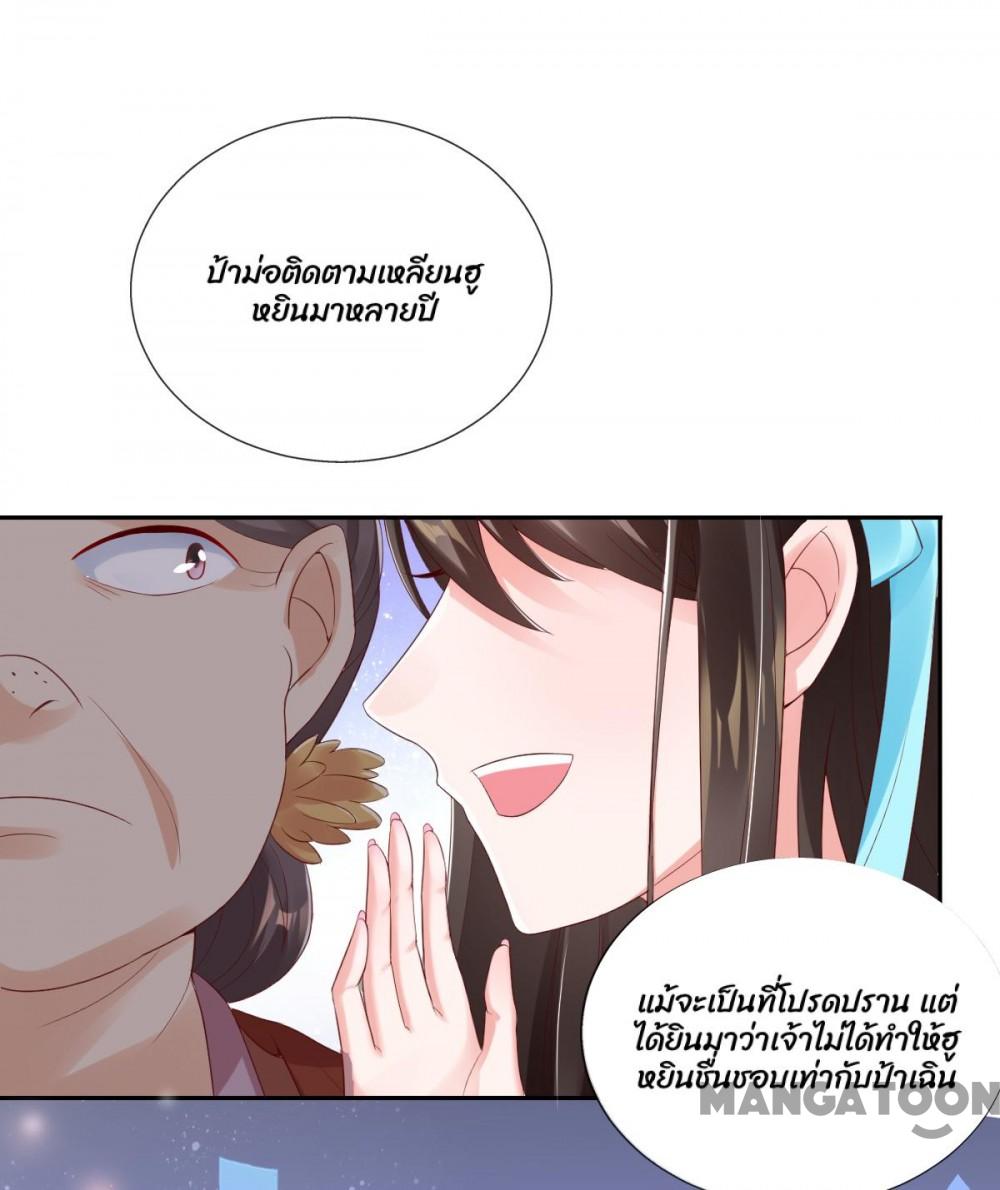 ป้าม่อติดตามเหลียนฮู
หยินมาหลายปี
แม้จะเป็นที่โปรดปราน แต่
ได้ยินมาว่าเจ้าไม่ได้ทำให้ฮู
หยินชื่นชอบเท่ากับป้าเฉิน
MANGATOON